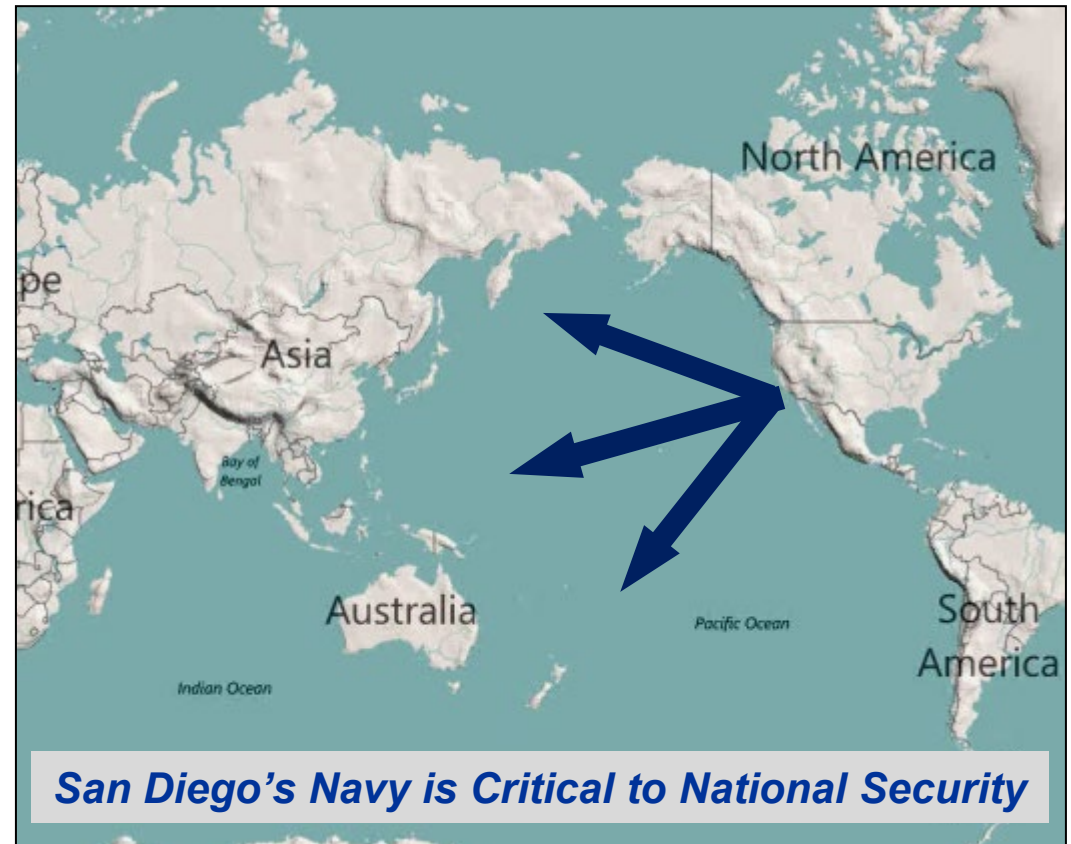 North America
pe
Asia
Bay of
Bengal
rica
Australia
Pacific Ocean
South
America
Indian Ocean
San Diego’s Navy is Critical to National Security